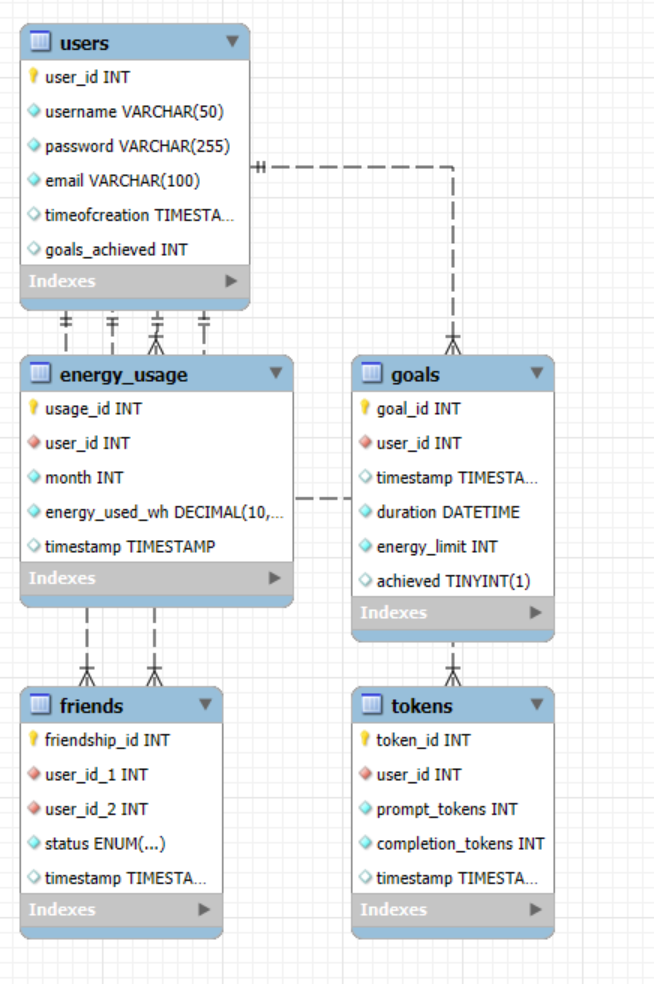 users
user_id INT
username VARCHAR(50)
password VARCHAR(255)
email VARCHAR(100)
timeofcreation TIMESTA...
goals_achieved INT
Indexes
energy_usage
usage_id INT
user_id INT
month INT
energy_used_wh DECIMAL(10,...
timestamp TIMESTAMP
Indexes
goals
goal_id INT
user_id INT
timestamp TIMESTA...
duration DATETIME
energy_limit INT
achieved TINYINT(1)
Indexes
friends
friendship_id INT
user_id_1 INT
user_id_2 INT
status ENUM(...)
timestamp TIMESTA...
Indexes
tokens
token_id INT
user_id INT
prompt_tokens INT
completion_tokens INT
timestamp TIMESTA...
Indexes